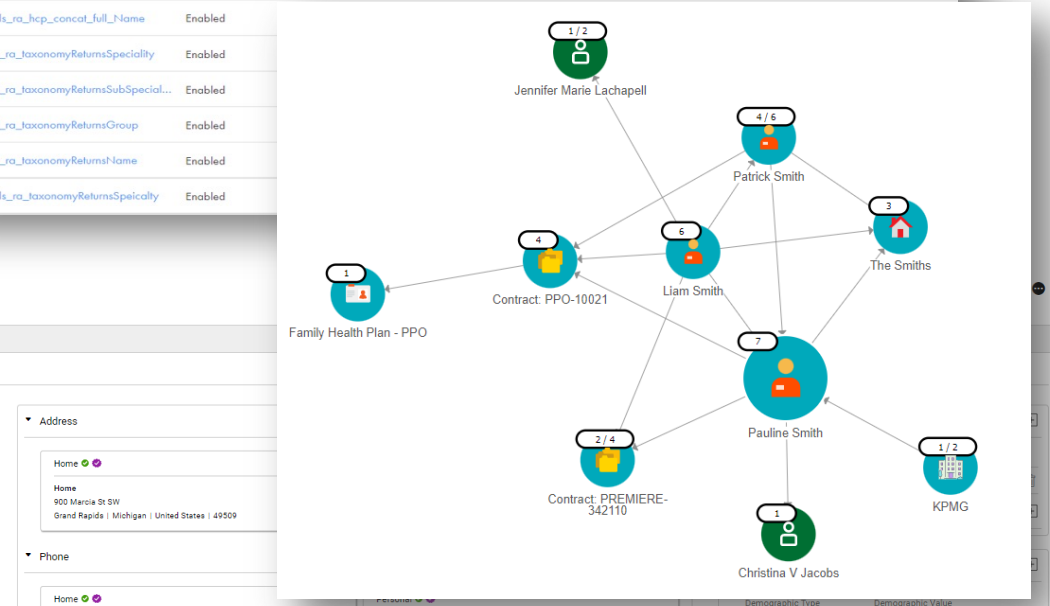 ls_ra_hcp_concat_full_Name Enabled
_ra_taxonomyReturnsSpeciality Enabled
_ra_taxonomyReturnsSubSpecial... Enabled
_ra_taxonomyReturnsGroup Enabled
_ra_taxonomyReturnsName Enabled
ls_ra_taxonomyReturnsSpeicalty Enabled
1 / 2
Jennifer Marie Lachapell
4 / 6
Patrick Smith
3
The Smiths
6
Liam Smith
4
Contract: PPO-10021
1
Family Health Plan - PPO
7
Pauline Smith
2 / 4
Contract: PREMIERE-
342110
1 / 2
KPMG
1
Christina V Jacobs
Address
Home
Home
900 Marcia St SW
Grand Rapids | Michigan | United States | 49509
Phone
Home
Personal
Demographic Type Demographic Value